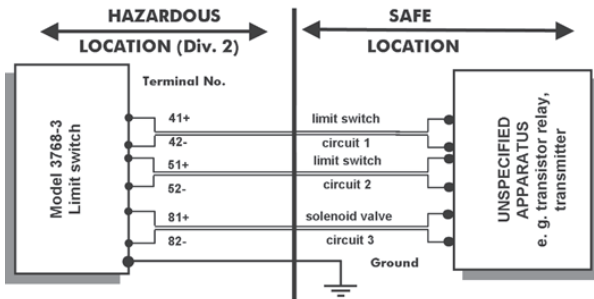 HAZARDOUS
LOCATION (Div. 2)
SAFE
LOCATION
Terminal No.
Model 3768-3
Limit switch
41+
limit switch
42-
circuit 1
51+
limit switch
52-
circuit 2
81+
solenoid valve
82-
circuit 3
Ground
UNSPECIFIED
APPARATUS
e. g. transistor relay,
transmitter